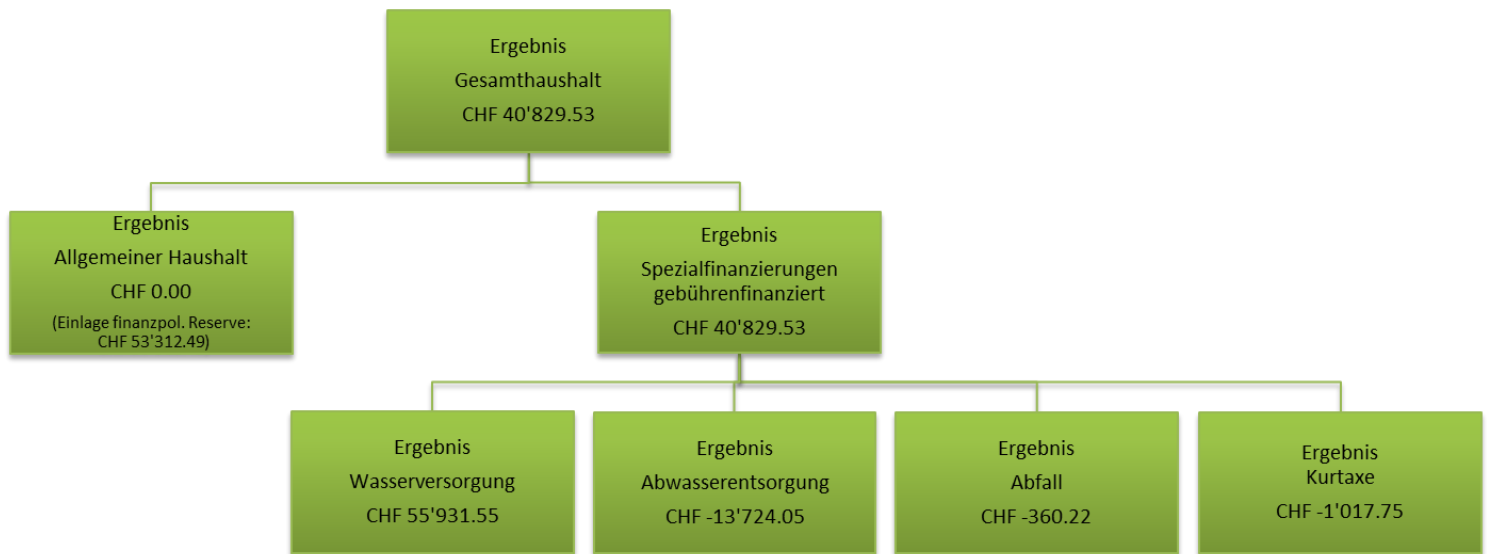 Ergebnis
Gesamthaushalt
CHF 40'829.53
Ergebnis
Allgemeiner Haushalt
CHF 0.00
(Einlage finanzpol. Reserve:
CHF 53'312.49)
Ergebnis
Spezialfinanzierungen
gebührenfinanziert
CHF 40'829.53
Ergebnis
Wasserversorgung
CHF 55'931.55
Ergebnis
Abwasserentsorgung
CHF -13'724.05
Ergebnis
Abfall
CHF -360.22
Ergebnis
Kurtaxe
CHF -1'017.75